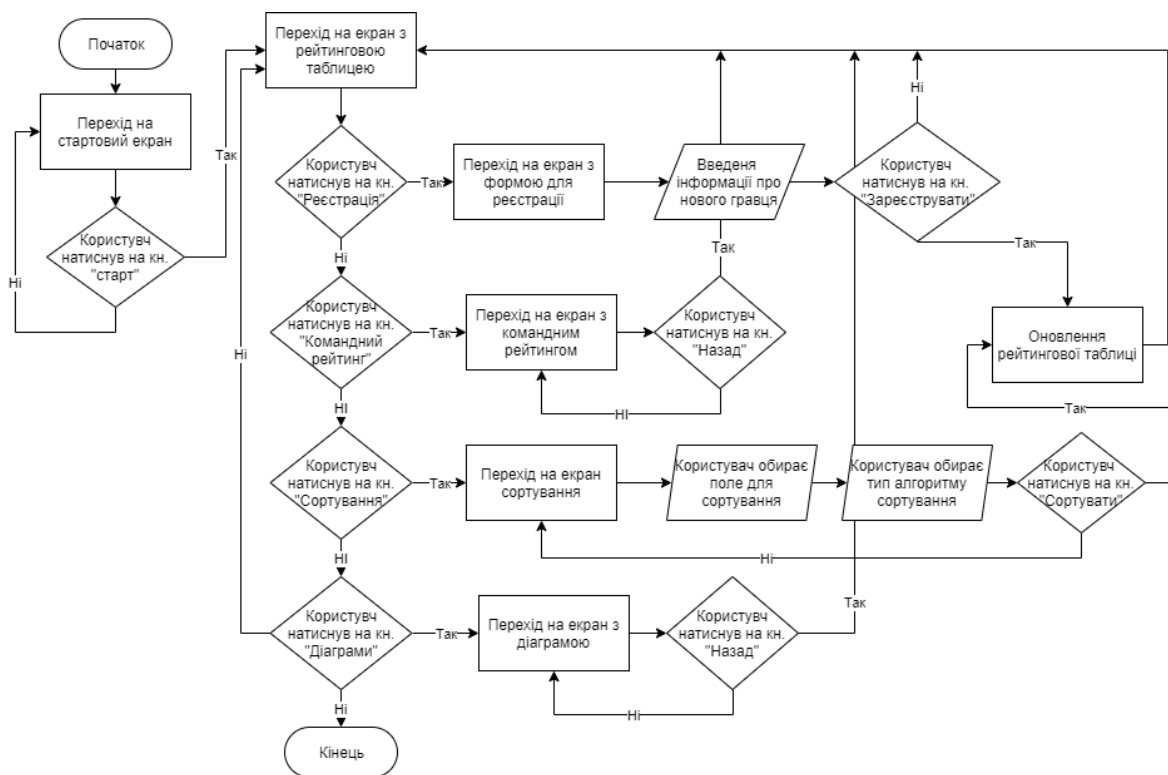 Початок
Перехід на екран з
рейтинговою
таблицею
Перехід на
стартовий екран
Так
Ні
Користувч
натиснув на кн.
"старт"
Ні
Користувч
натиснув на кн.
"Реєстрація"
Так
Перехід на екран з
формою для
реєстрації
Введеня
інформації про
нового гравця
Користувч
натиснув на кн.
"Зареєструвати"
Ні
Так
Ні
Користувч
натиснув на кн.
"Командний
рейтинг"
Так
Перехід на екран з
командним
рейтингом
Користувч
натиснув на кн.
"Назад"
Так
НІ
Оновлення
рейтингової таблиці
Так
Ні
НІ
Користувч
натиснув на кн.
"Сортування"
Так
Перехід на екран
сортування
Користувач обирає
поле для
сортування
Користувач обирає
тип алгоритму
сортування
Користувч
натиснув на кн.
"Сортувати"
Ні
НІ
Користувч
натиснув на кн.
"Діаграми"
Так
Перехід на екран з
діаграмою
Користувч
натиснув на кн.
"Назад"
Так
Ні
Ні
Кінець